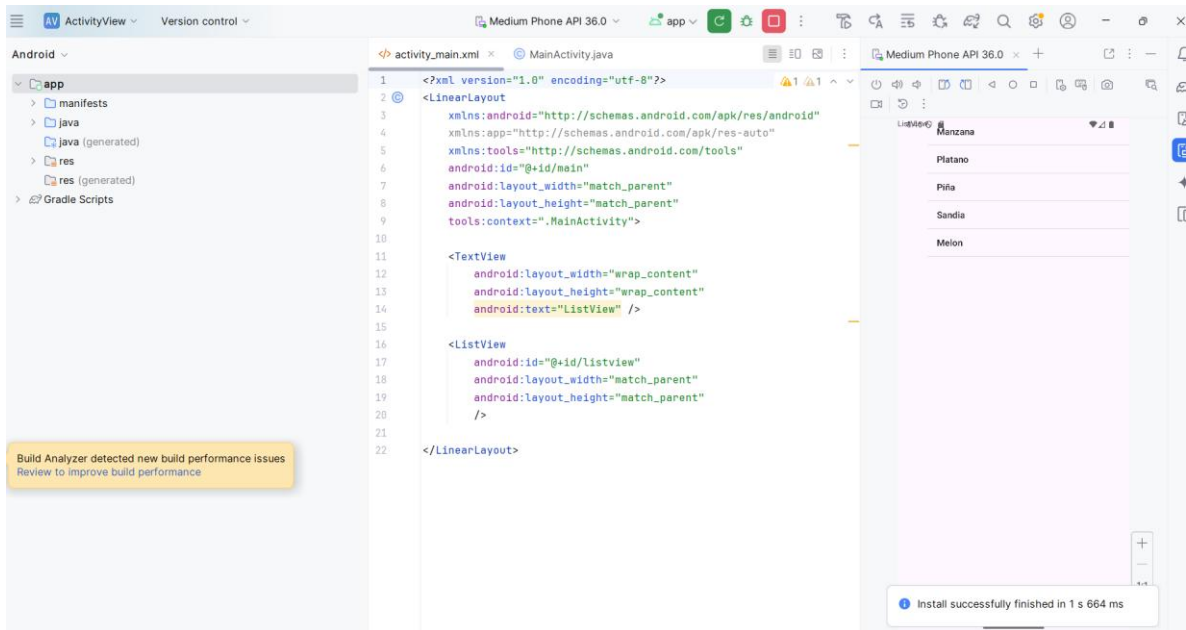 AV ActivityView Version control Medium Phone API 36.0 app
Android
app
manifests
java
java (generated)
res
res (generated)
Gradle Scripts
Build Analyzer detected new build performance issues
Review to improve build performance
activity_main.xml MainActivity.java
1 <?xml version="1.0" encoding="utf-8"?> 1 1
2 <LinearLayout
3 xmlns:android="http://schemas.android.com/apk/res/android"
4 xmlns:app="http://schemas.android.com/apk/res-auto"
5 xmlns:tools="http://schemas.android.com/tools"
6 android:id="@+id/main"
7 android:layout_width="match_parent"
8 android:layout_height="match_parent"
9 tools:context=".MainActivity">
10
11 <TextView
12 android:layout_width="wrap_content"
13 android:layout_height="wrap_content"
14 android:text="ListView" />
15
16 <ListView
17 android:id="@+id/listview"
18 android:layout_width="match_parent"
19 android:layout_height="match_parent"
20 />
21
22 </LinearLayout>
Medium Phone API 36.0
Manzana
Platano
Piña
Sandia
Melon
Install successfully finished in 1 s 664 ms